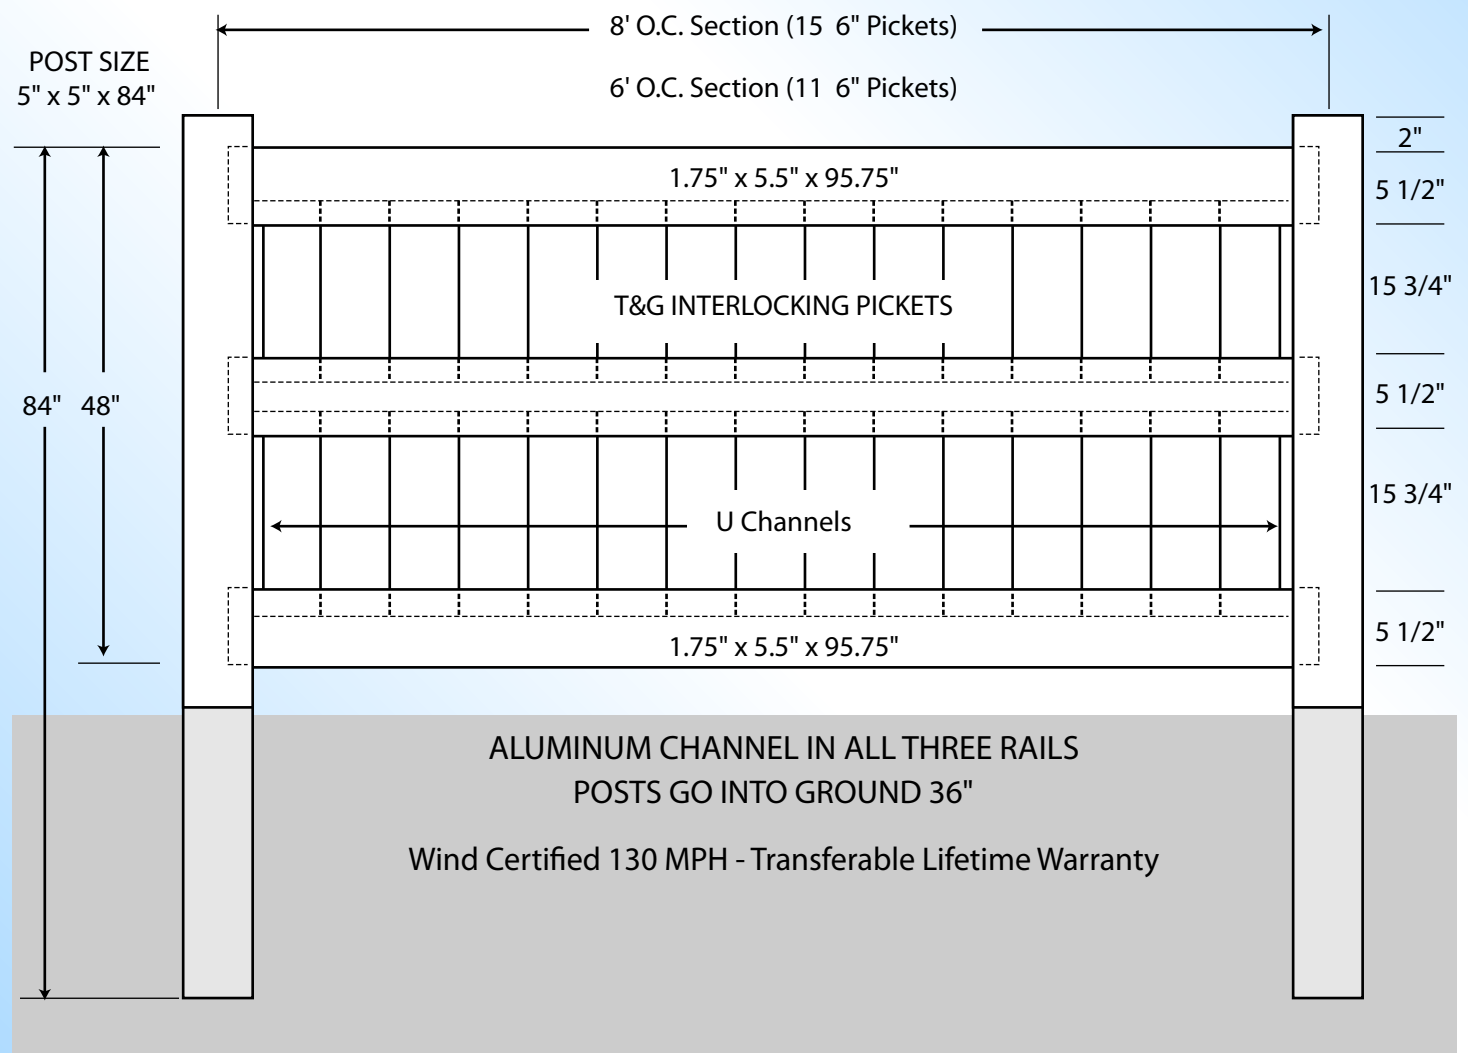 8' O.C. Section (15  6" Pickets)
POST SIZE
5" x 5" x 84"
6' O.C. Section (11  6" Pickets)
2"
1.75" x 5.5" x 95.75"
5 1/2"
15 3/4"
T&G INTERLOCKING PICKETS
84"
48"
5 1/2"
15 3/4"
U Channels
5 1/2"
1.75" x 5.5" x 95.75"
ALUMINUM CHANNEL IN ALL THREE RAILS
POSTS GO INTO GROUND 36"
Wind Certified 130 MPH - Transferable Lifetime Warranty